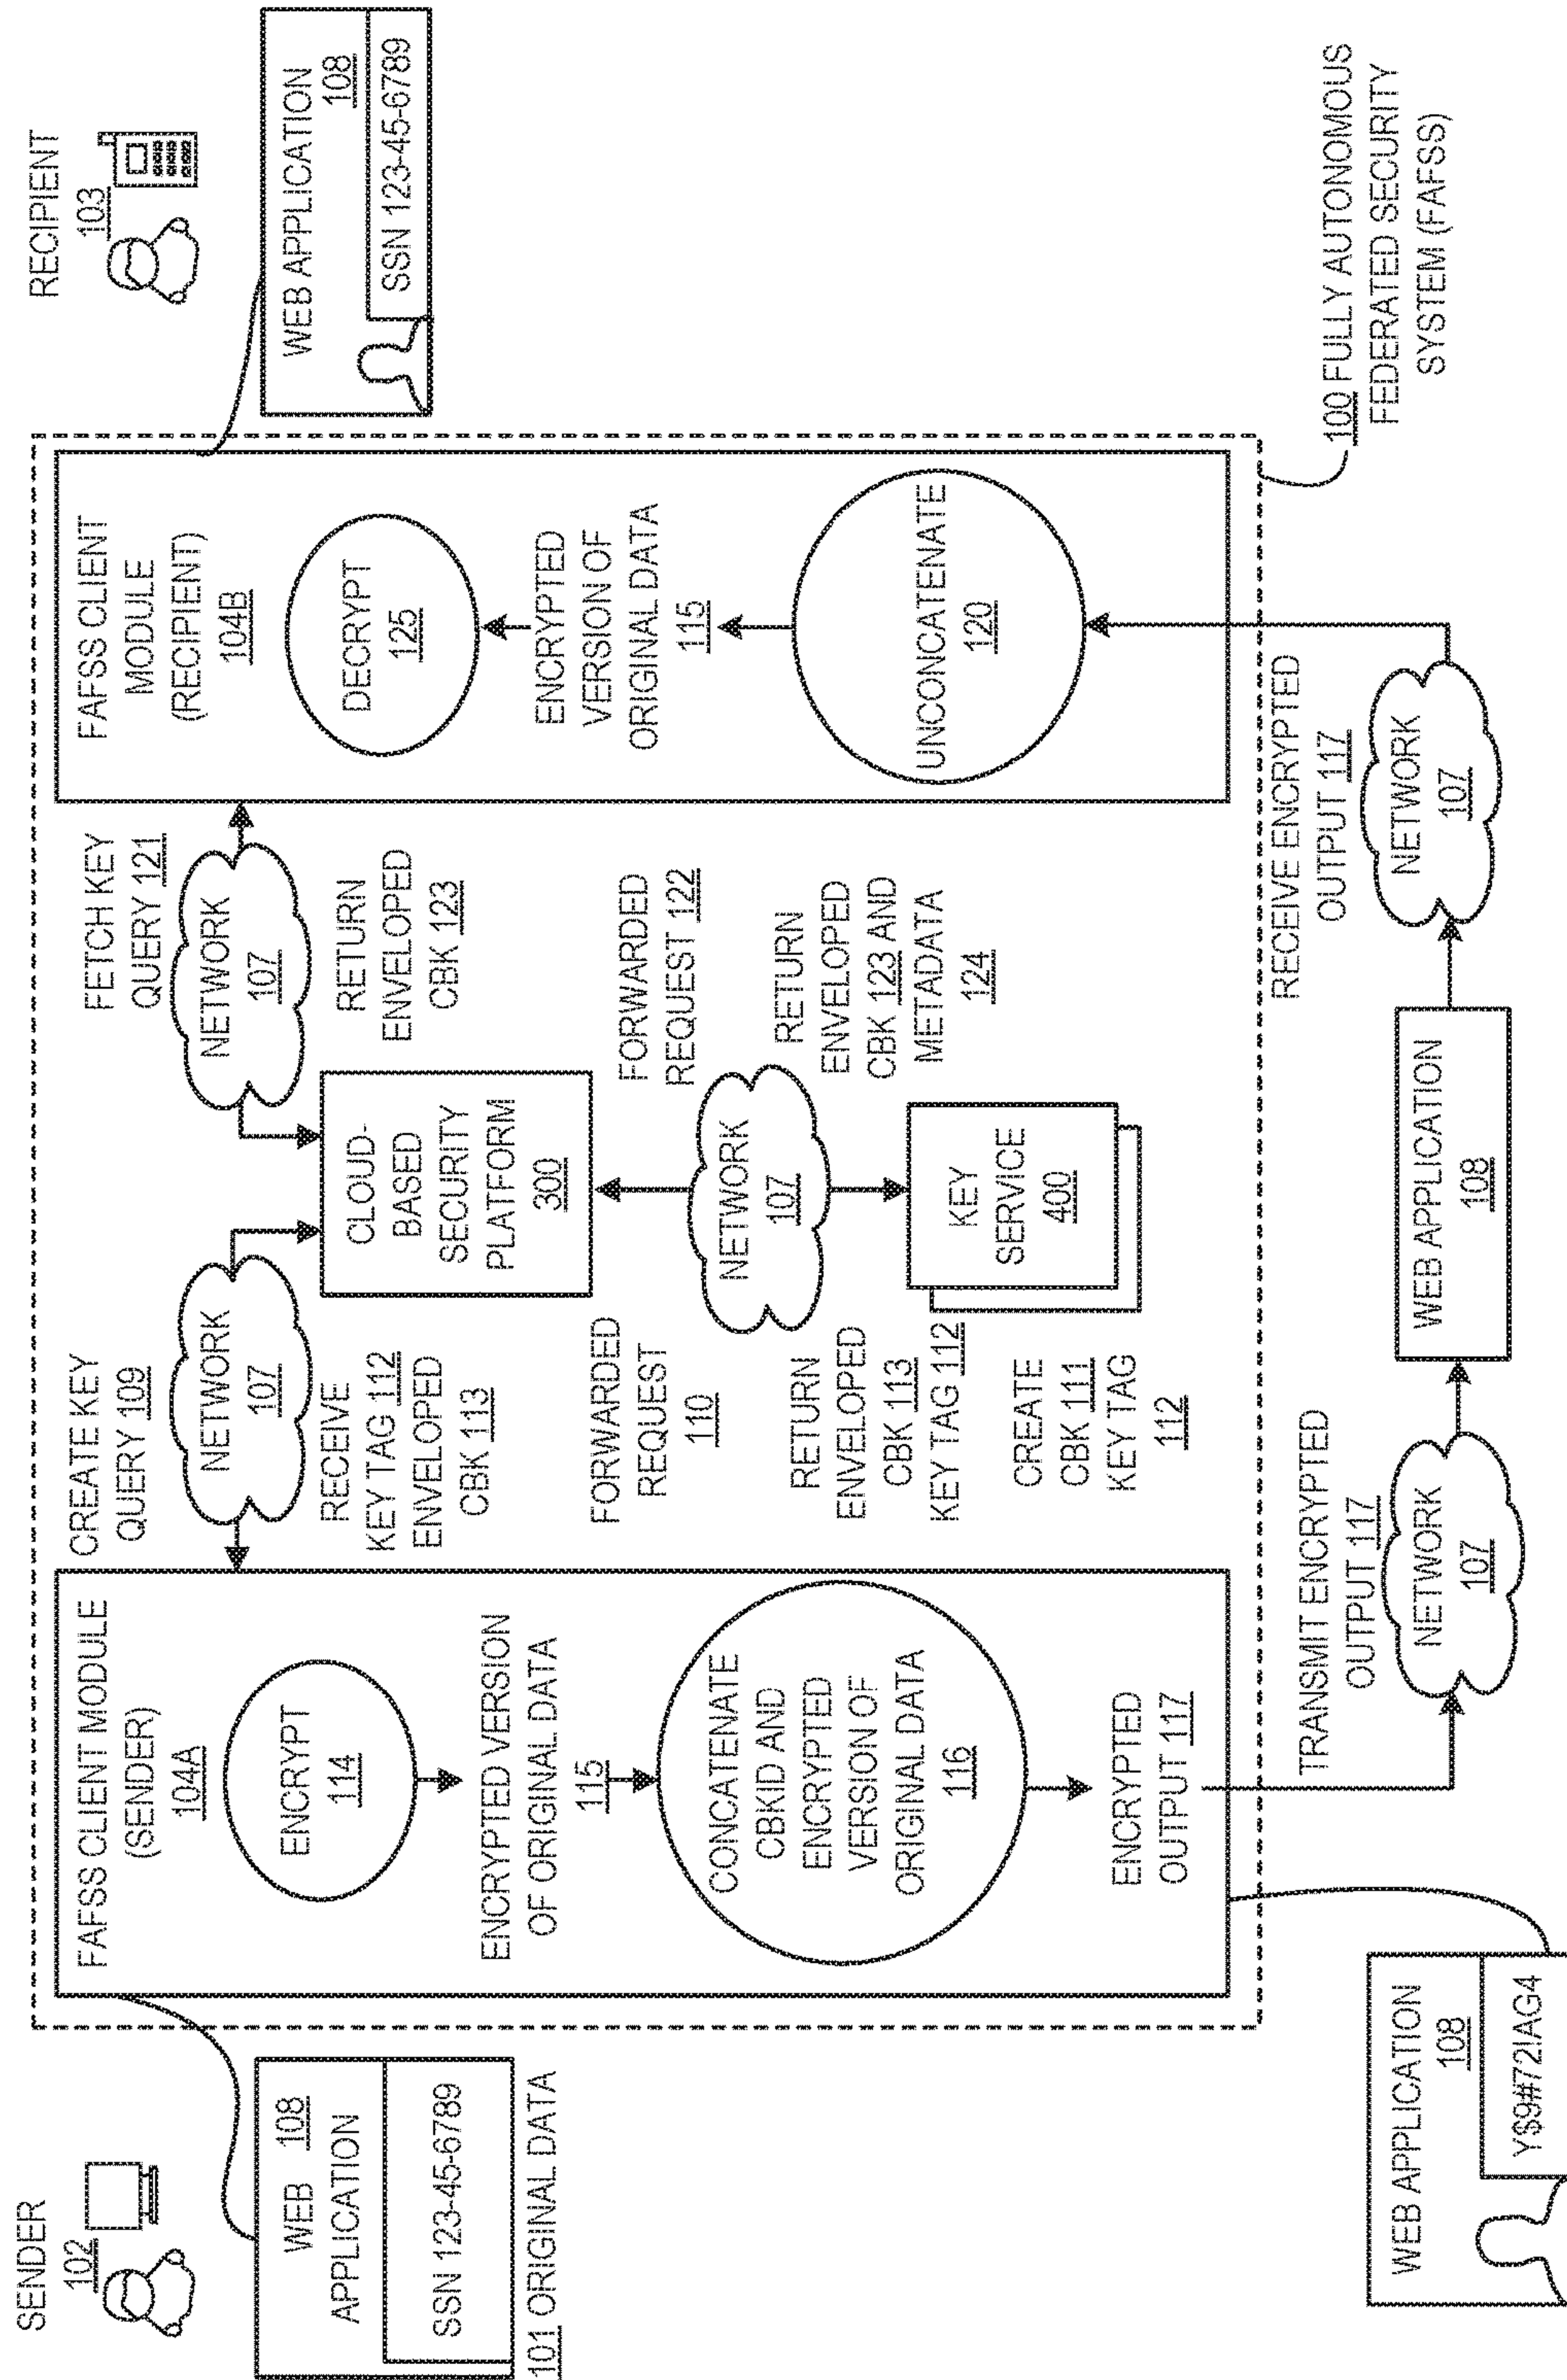 SENDER
102
WEB 108
APPLICATION
SSN 123-45-6789
101 ORIGINAL DATA
FAFSS CLIENT MODULE
(SENDER)
104A
ENCRYPT
114
ENCRYPTED VERSION
OF ORIGINAL DATA
115
CONCATENATE
CBKID AND
ENCRYPTED
VERSION OF
ORIGINAL DATA
116
ENCRYPTED
OUTPUT 117
WEB APPLICATION
108
Y$9#72!AG4
CREATE KEY
QUERY 109
NETWORK
107
RECEIVE
KEY TAG 112
ENVELOPED
CBK 113
FORWARDED
REQUEST
110
RETURN
ENVELOPED
CBK 113
KEY TAG 112
CREATE
CBK 111
KEY TAG
112
CLOUD-
BASED
SECURITY
PLATFORM
300
NETWORK
107
KEY
SERVICE
400
FETCH KEY
QUERY 121
NETWORK
107
RETURN
ENVELOPED
CBK 123
FORWARDED
REQUEST 122
RETURN
ENVELOPED
CBK 123 AND
METADATA
124
FAFSS CLIENT
MODULE
(RECIPIENT)
104B
DECRYPT
125
ENCRYPTED
VERSION OF
ORIGINAL DATA
115
UNCONCATENATE
120
RECIPIENT
103
WEB APPLICATION
108
SSN 123-45-6789
TRANSMIT ENCRYPTED
OUTPUT 117
NETWORK
107
WEB APPLICATION
108
RECEIVE ENCRYPTED
OUTPUT 117
NETWORK
107
100 FULLY AUTONOMOUS
FEDERATED SECURITY
SYSTEM (FAFSS)